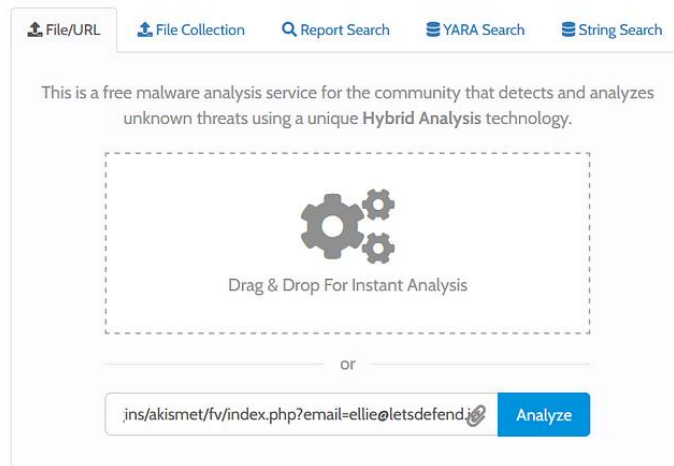 File/URL File Collection Report Search YARA Search String Search
This is a free malware analysis service for the community that detects and analyzes
unknown threats using a unique Hybrid Analysis technology.
Drag & Drop For Instant Analysis
or
ins/akismet/fv/index.php?email=ellie@letsdefend.i Analyze